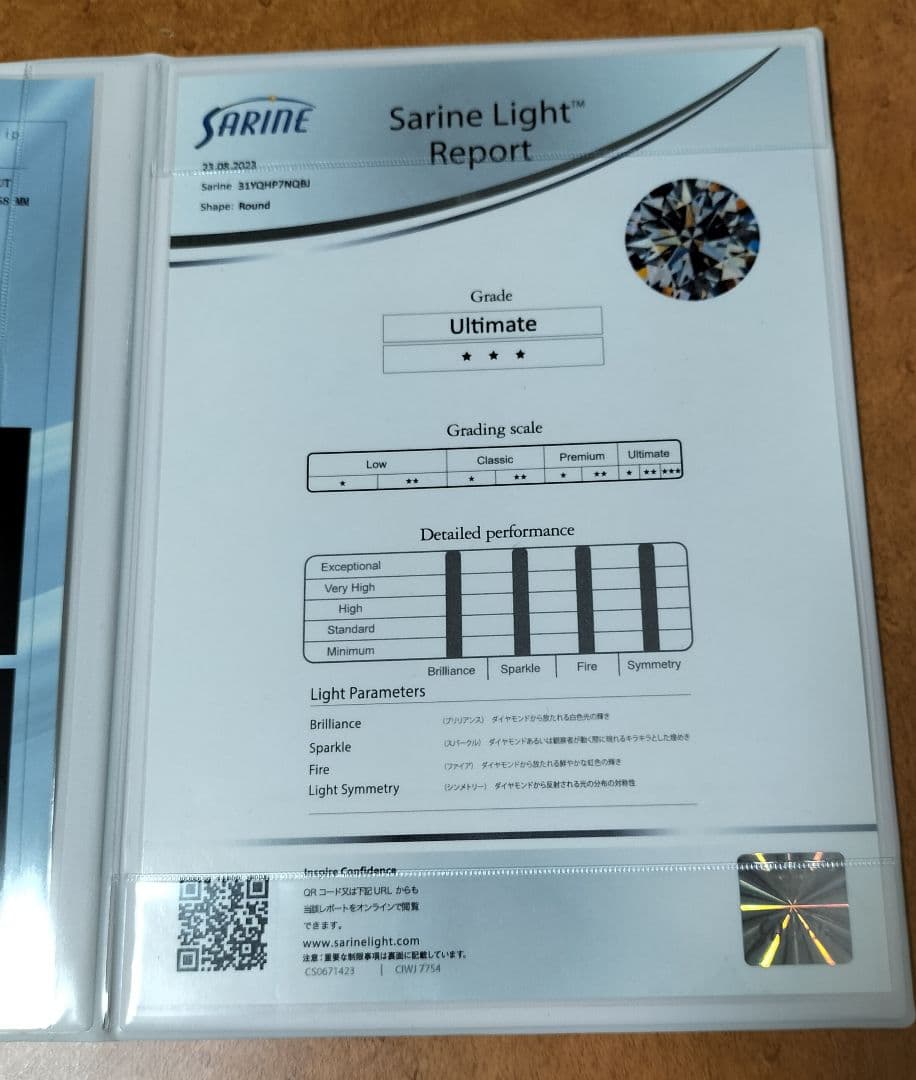 ip
UT
58 MM
SARINE
Sarine Light™
Report
23.08.2023
Sarine 31YQHP7NQBJ
Shape: Round
Grade
Ultimate
★ ★ ★
Grading scale
Low Classic Premium Ultimate
★ ★★ ★ ★★ ★ ★★ ★ ★★ ★★★
Detailed performance
Exceptional
Very High
High
Standard
Minimum
Brilliance Sparkle Fire Symmetry
Light Parameters
Brilliance (ブリリアンス) ダイヤモンドから放たれる白色光の輝き
Sparkle (スパークル) ダイヤモンドあるいは観察者が動く際に現れるキラキラとした煌めき
Fire (ファイア) ダイヤモンドから放たれる鮮やかな虹色の輝き
Light Symmetry (シンメトリー) ダイヤモンドから反射される光の分布の対称性
Inspire Confidence
QRコード又は下記 URL からも
当該レポートをオンラインで閲覧
できます。
www.sarinelight.com
注意：重要な制限事項は裏面に記載しています。
CS0671423 | CIWJ 7754